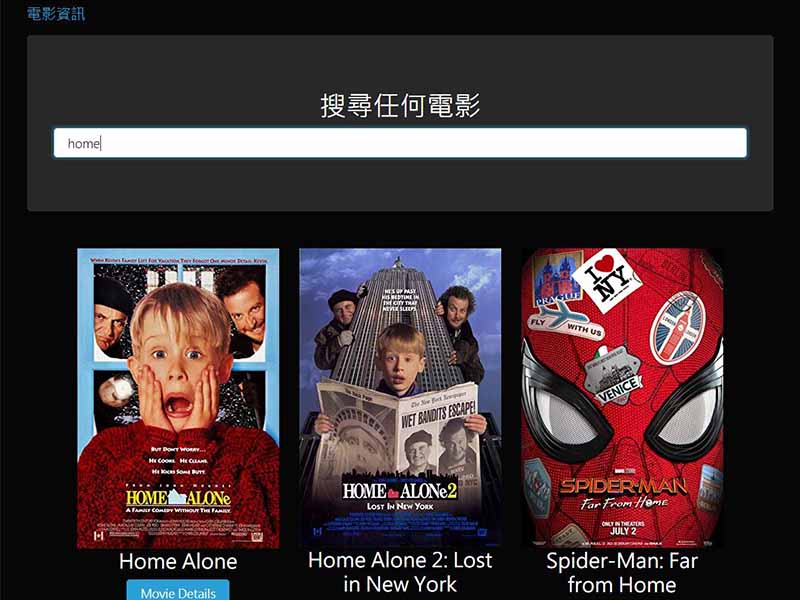 電影資訊
搜尋任何電影
home
WHEN KEVIN'S FAMILY LEFT FOR VACATION, THEY FORGOT ONE MINOR DETAIL: KEVIN.
BUT DON'T WORRY...
HE COOKS. HE CLEANS.
HE KICKS SOME BUTT.
HOME ALONe
A FAMILY COMEDY WITHOUT THE FAMILY.
HE'S UP PAST
HIS BEDTIME
IN THE CITY THAT
NEVER SLEEPS.
WET BANDITS ESCAPE!
HOME ALONe2
LOST IN NEW YORK
PRAGUE
I
NY
FLY WITH US
LONDON
VENICE
SPIDER-MAN
Far From Home
ONLY IN THEATERS
JULY 2
Home Alone
Home Alone 2: Lost
in New York
Spider-Man: Far
from Home
Movie Details